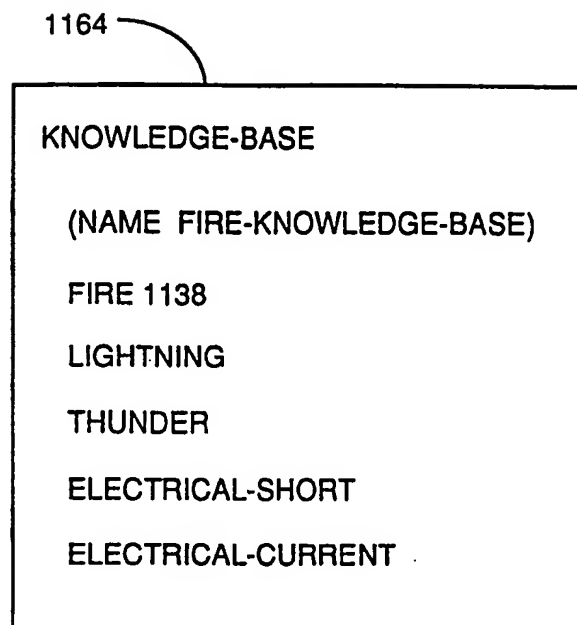 1164
KNOWLEDGE-BASE
(NAME FIRE-KNOWLEDGE-BASE)
FIRE 1138
LIGHTNING
THUNDER
ELECTRICAL-SHORT
ELECTRICAL-CURRENT